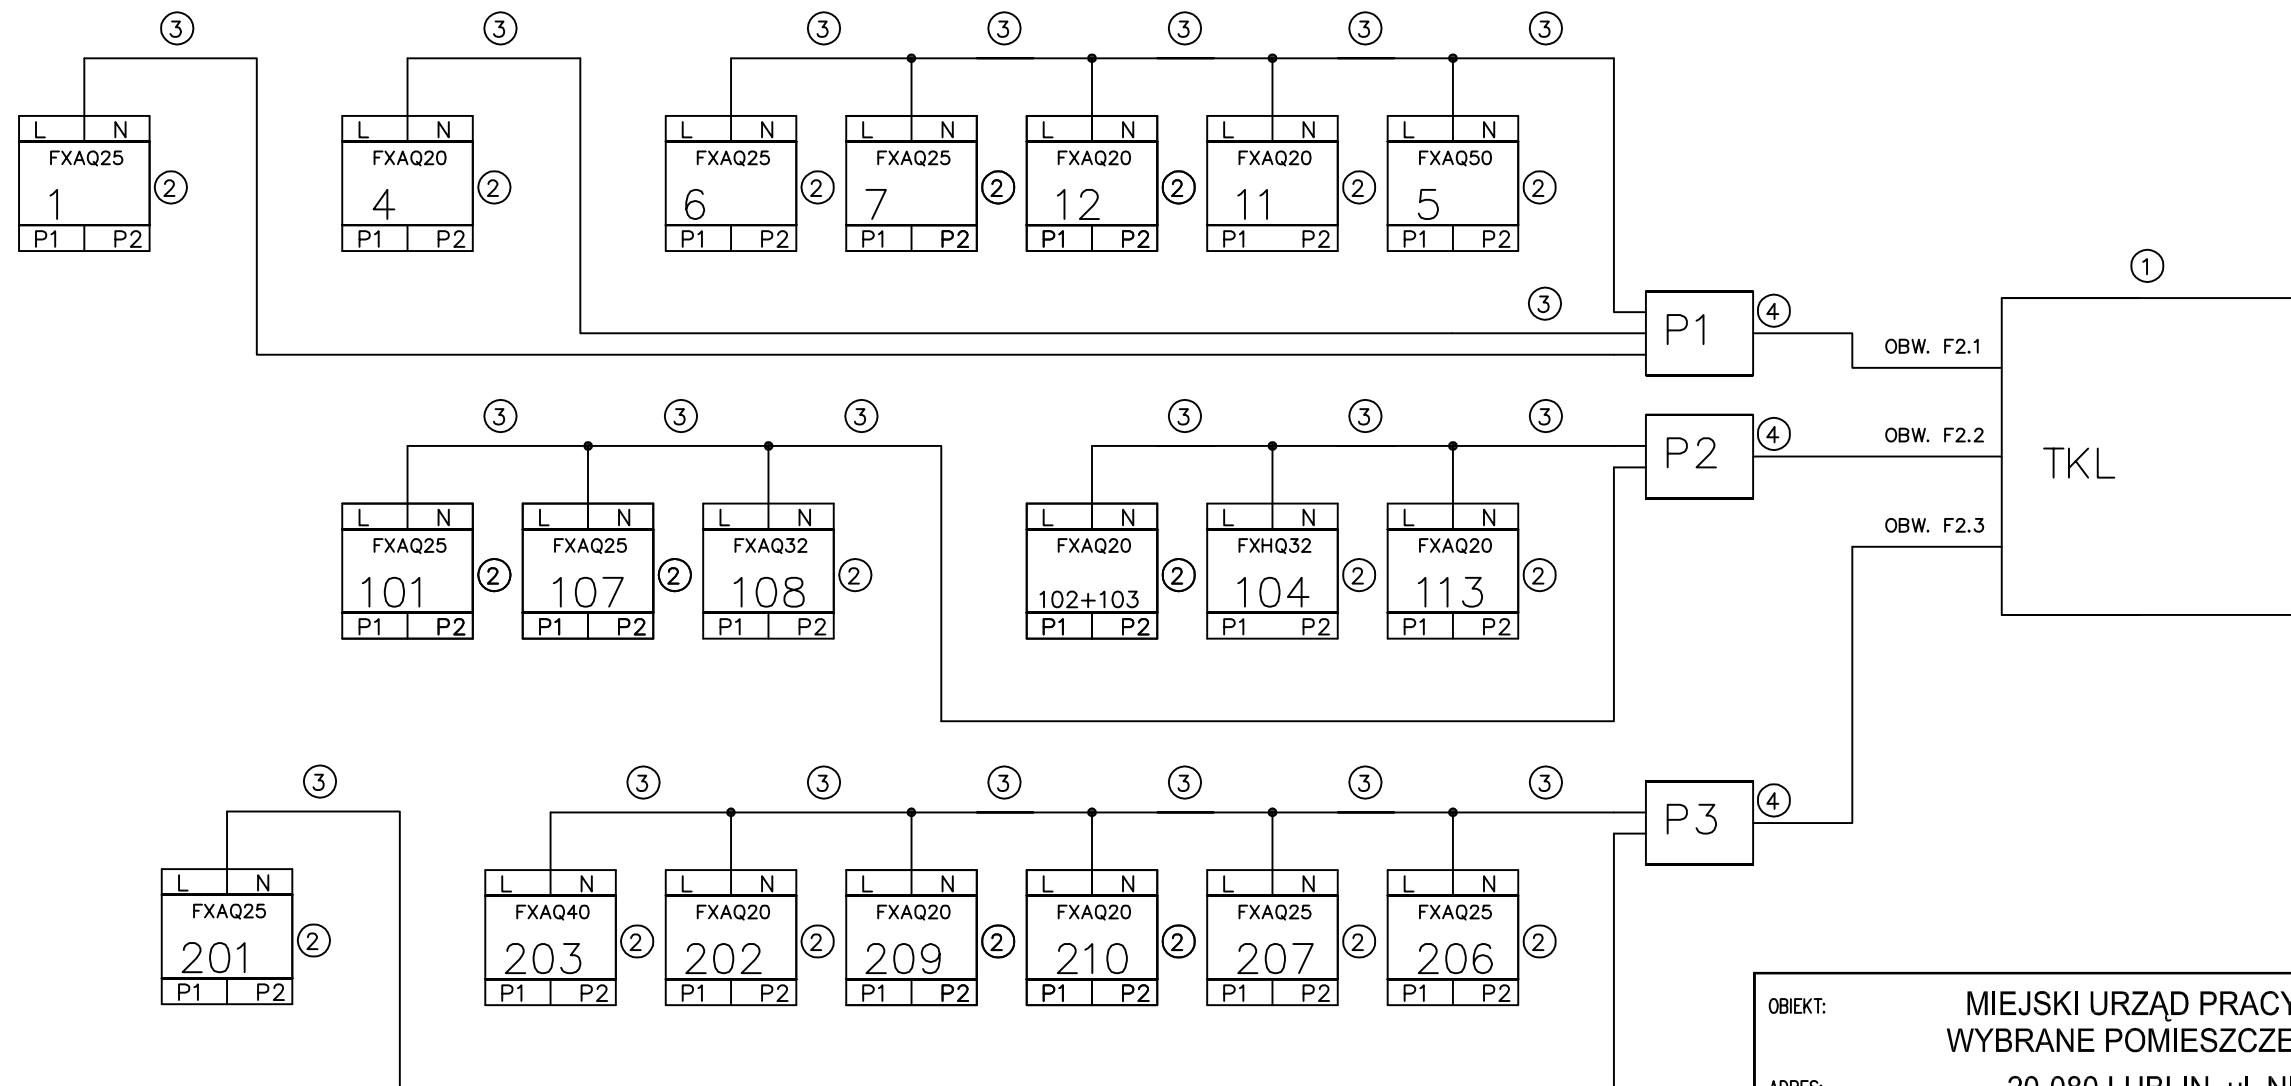 3 3 3 3 3 3 3
L N L N L N L N L N L N L N
FXAQ25 FXAQ20 FXAQ25 FXAQ25 FXAQ20 FXAQ20 FXAQ50
1 2 4 2 6 2 7 2 12 2 11 2 5 2
P1 P2 P1 P2 P1 P2 P1 P2 P1 P2 P1 P2 P1 P2
1
3 P1 4
OBW. F2.1
3 3 3 3 3 3
P2 4 OBW. F2.2
TKL
L N L N L N L N L N L N
OBW. F2.3
FXAQ25 FXAQ25 FXAQ32 FXAQ20 FXHQ32 FXAQ20
101 2 107 2 108 2 102+103 2 104 2 113 2
P1 P2 P1 P2 P1 P2 P1 P2 P1 P2 P1 P2
3 3 3 3 3 3 3
P3 4
L N L N L N L N L N L N L N
FXAQ25 FXAQ40 FXAQ20 FXAQ20 FXAQ20 FXAQ25 FXAQ25
201 2 203 2 202 2 209 2 210 2 207 2 206 2
P1 P2 P1 P2 P1 P2 P1 P2 P1 P2 P1 P2 P1 P2
OBIEKT: MIEJSKI URZĄD PRACY
WYBRANE POMIESZCZE
ADRES: 20-080 LUBLIN, ul.